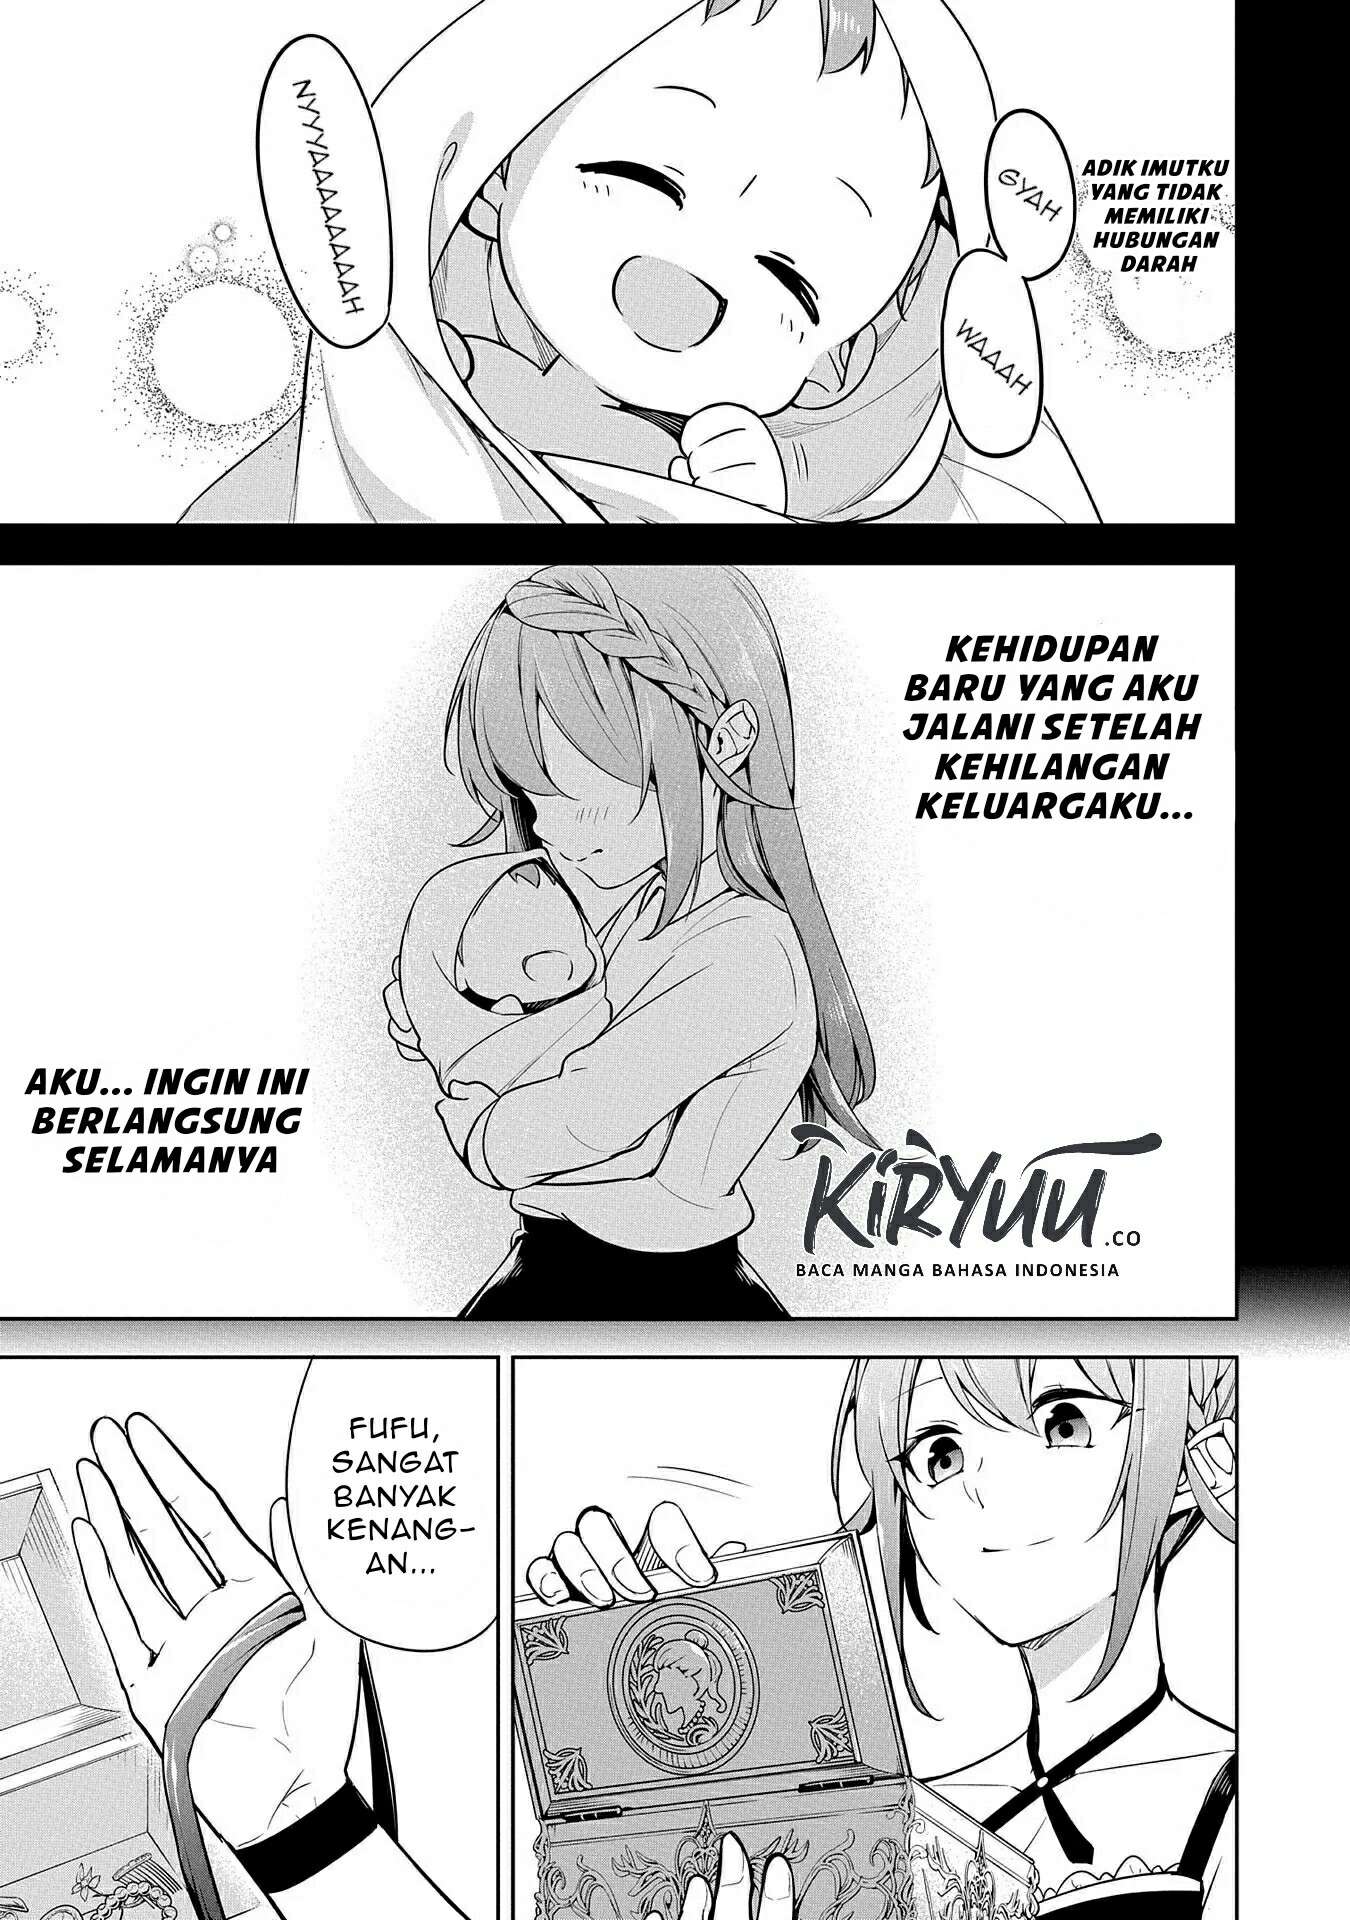 ADIK IMUTKU
YANG TIDAK
MEMILIKI
HUBUNGAN
DARAH
GYAH
WAAAH
NYYYAAAAAAAAH
KEHIDUPAN
BARU YANG AKU
JALANI SETELAH
KEHILANGAN
KELUARGAKU...
AKU... INGIN INI
BERLANGSUNG
SELAMANYA
KIRYUU.CO
BACA MANGA BAHASA INDONESIA
FUFU,
SANGAT
BANYAK
KENANG-
AN...